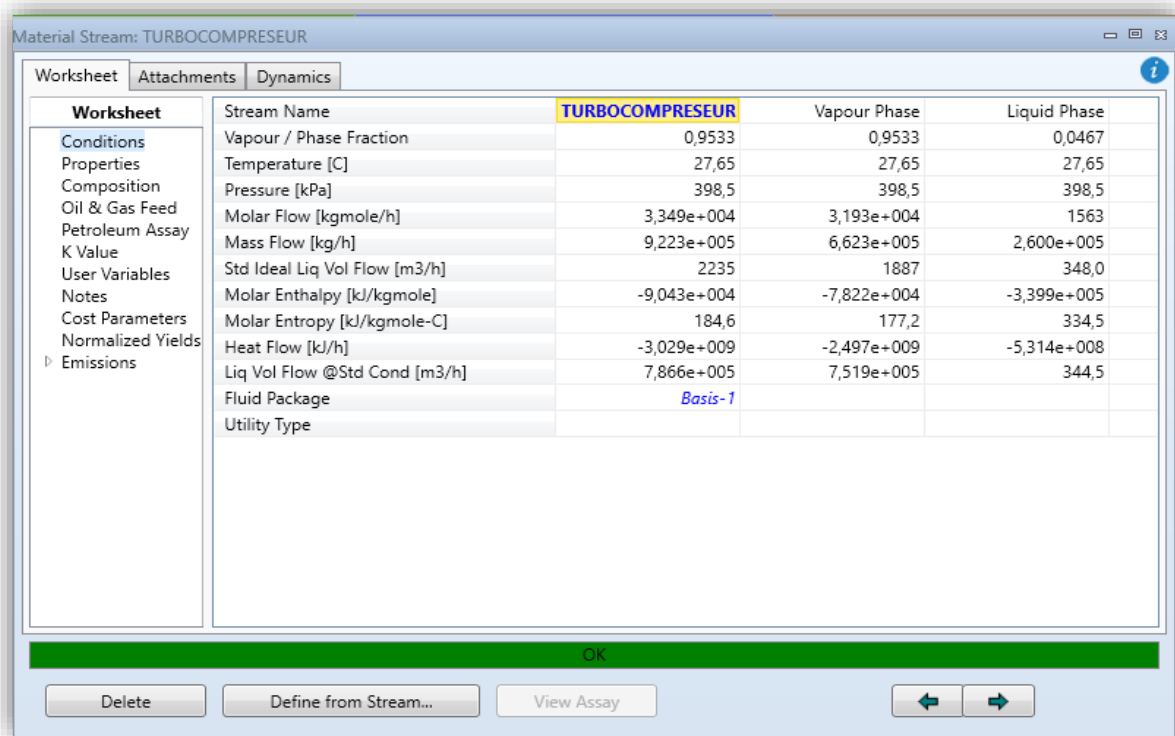 Material Stream: TURBOCOMPRESEUR
Worksheet Attachments Dynamics
Worksheet
Conditions
Properties
Composition
Oil & Gas Feed
Petroleum Assay
K Value
User Variables
Notes
Cost Parameters
Normalized Yields
Emissions
Stream Name TURBOCOMPRESEUR Vapour Phase Liquid Phase
Vapour / Phase Fraction 0,9533 0,9533 0,0467
Temperature [C] 27,65 27,65 27,65
Pressure [kPa] 398,5 398,5 398,5
Molar Flow [kgmole/h] 3,349e+004 3,193e+004 1563
Mass Flow [kg/h] 9,223e+005 6,623e+005 2,600e+005
Std Ideal Liq Vol Flow [m3/h] 2235 1887 348,0
Molar Enthalpy [kJ/kgmole] -9,043e+004 -7,822e+004 -3,399e+005
Molar Entropy [kJ/kgmole-C] 184,6 177,2 334,5
Heat Flow [kJ/h] -3,029e+009 -2,497e+009 -5,314e+008
Liq Vol Flow @Std Cond [m3/h] 7,866e+005 7,519e+005 344,5
Fluid Package Basis-1
Utility Type
OK
Delete Define from Stream... View Assay